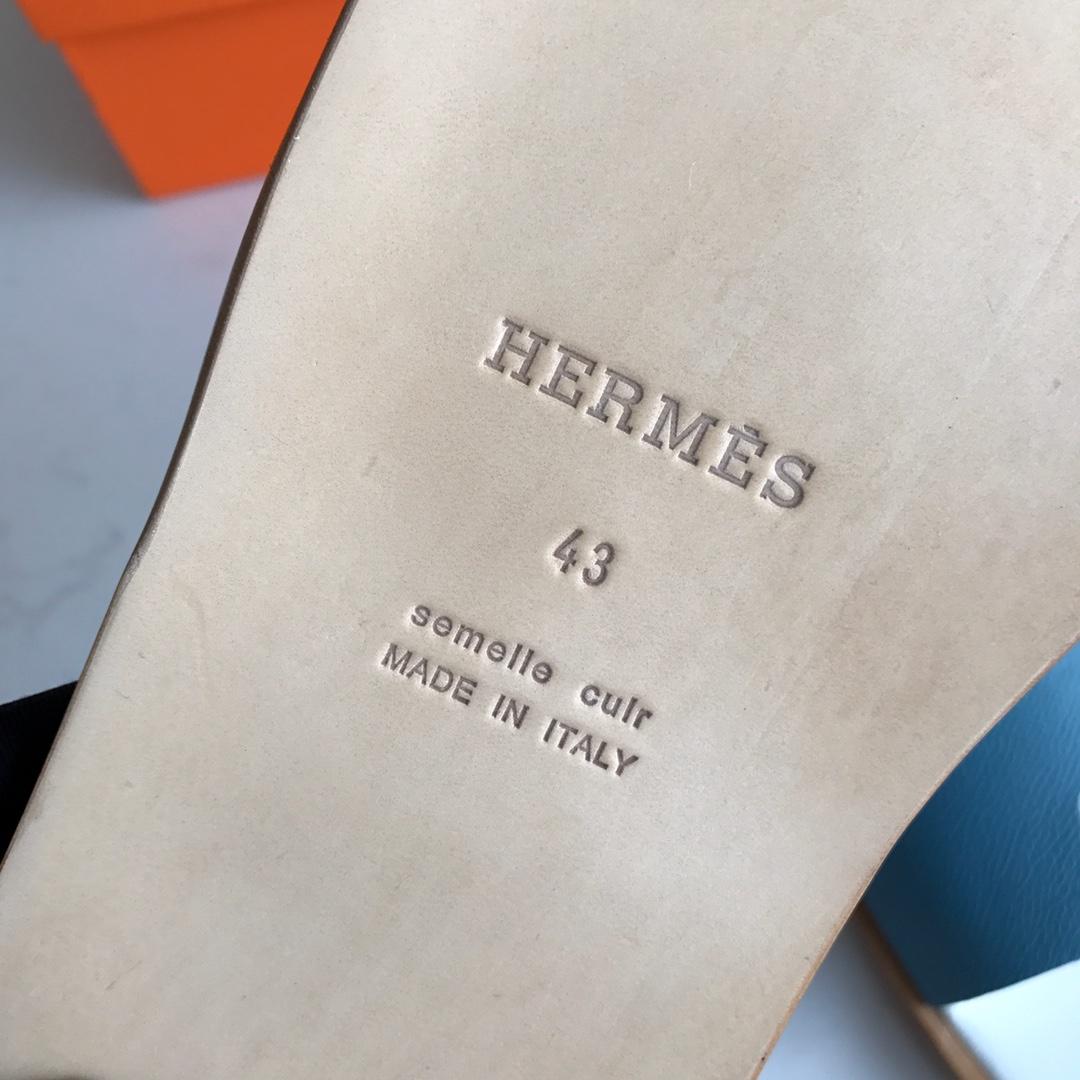 HERMÈS
43
semelle cuir
MADE IN ITALY